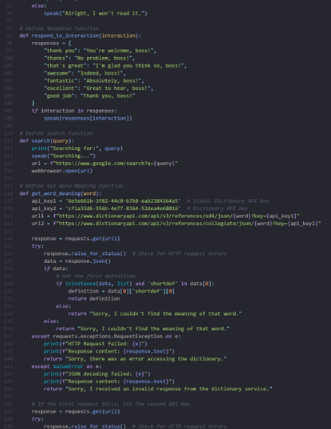 else:
speak("Alright, I won't read it.")
# Define Response Function
def respond_to_interaction(interaction):
responses = {
"thank you": "You're welcome, boss!",
"thanks": "No problem, boss!",
"that's great": "I'm glad you think so, boss!",
"awesome": "Indeed, boss!",
"fantastic": "Absolutely, boss!",
"excellent": "Great to hear, boss!",
"good job": "Thank you, boss!"
}
if interaction in responses:
speak(responses[interaction])
# Define Search Function
def search(query):
print("Searching for:", query)
speak("Searching...")
url = f"https://www.google.com/search?q={query}"
webbrowser.open(url)
# Define Get Word Meaning Function
def get_word_meaning(word):
api_key1 = # School Dictionary API key
api_key2 = # Dictionary API key
url1 = f"https://www.dictionaryapi.com/api/v3/references/sd4/json/{word}?key={api_key1}"
url2 = f"https://www.dictionaryapi.com/api/v3/references/collegiate/json/{word}?key={api_key2}"
response = requests.get(url1)
try:
response.raise_for_status() # Check for HTTP request errors
data = response.json()
if data:
# Get the first definition
if isinstance(data, list) and 'shortdef' in data[0]:
definition = data[0]['shortdef'][0]
return definition
else:
return "Sorry, I couldn't find the meaning of that word."
else:
return "Sorry, I couldn't find the meaning of that word."
except requests.exceptions.RequestException as e:
print(f"HTTP Request failed: {e}")
print(f"Response content: {response.text}")
return "Sorry, there was an error accessing the dictionary."
except ValueError as e:
print(f"JSON decoding failed: {e}")
print(f"Response content: {response.text}")
return "Sorry, I received an invalid response from the dictionary service."
# If the first request fails, try the second API key
response = requests.get(url2)
try:
response.raise_for_status() # Check for HTTP request errors